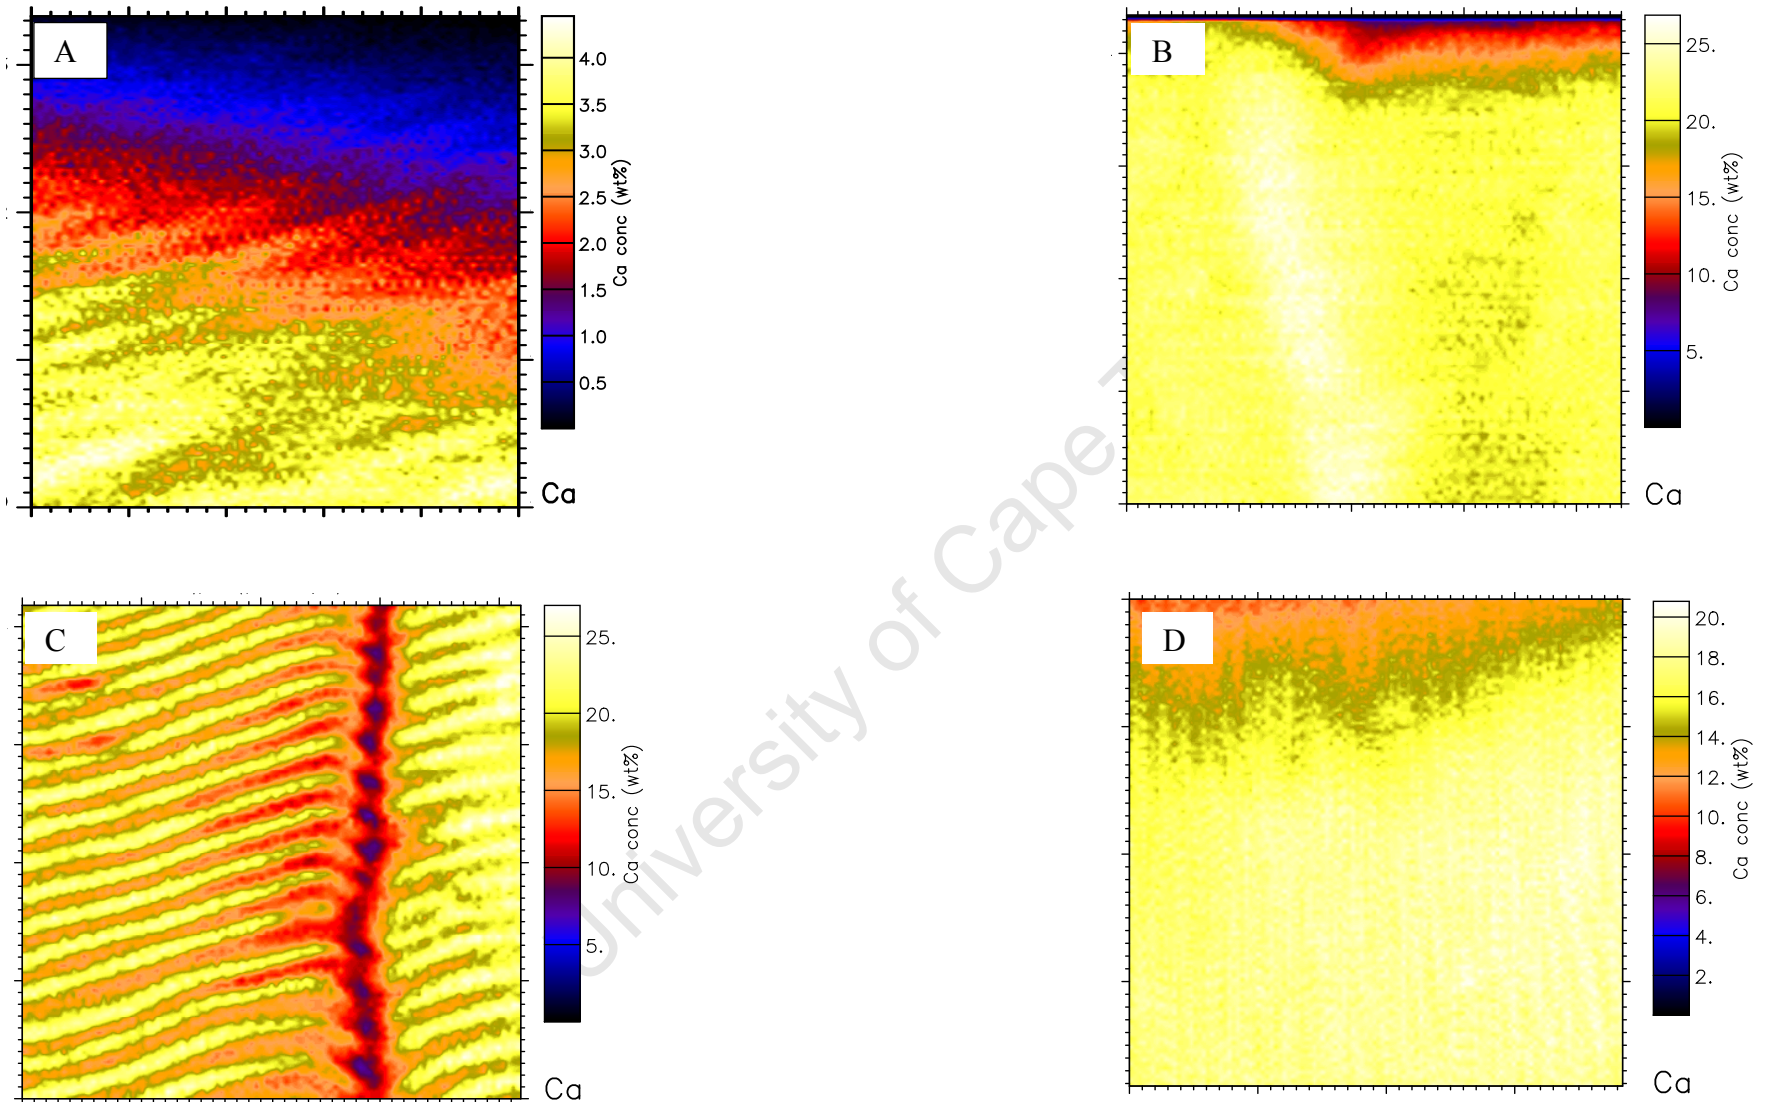 A
4.0
3.5
3.0
2.5
2.0
1.5
1.0
0.5
Ca conc (wt%)
Ca
B
25.
20.
15.
10.
5.
Ca conc (wt%)
Ca
C
25.
20.
15.
10.
5.
Ca conc (wt%)
Ca
D
20.
18.
16.
14.
12.
10.
8.
6.
4.
2.
Ca conc (wt%)
Ca
University of Cape